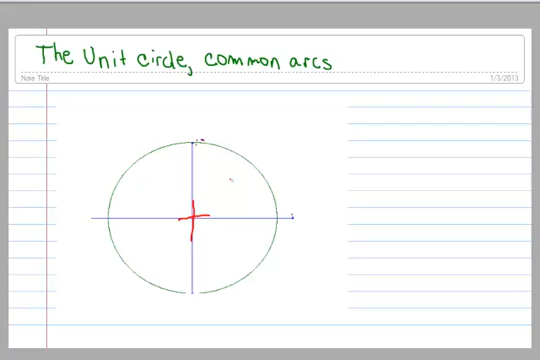 The Unit circle, common arcs
Note Title
1/3/2013